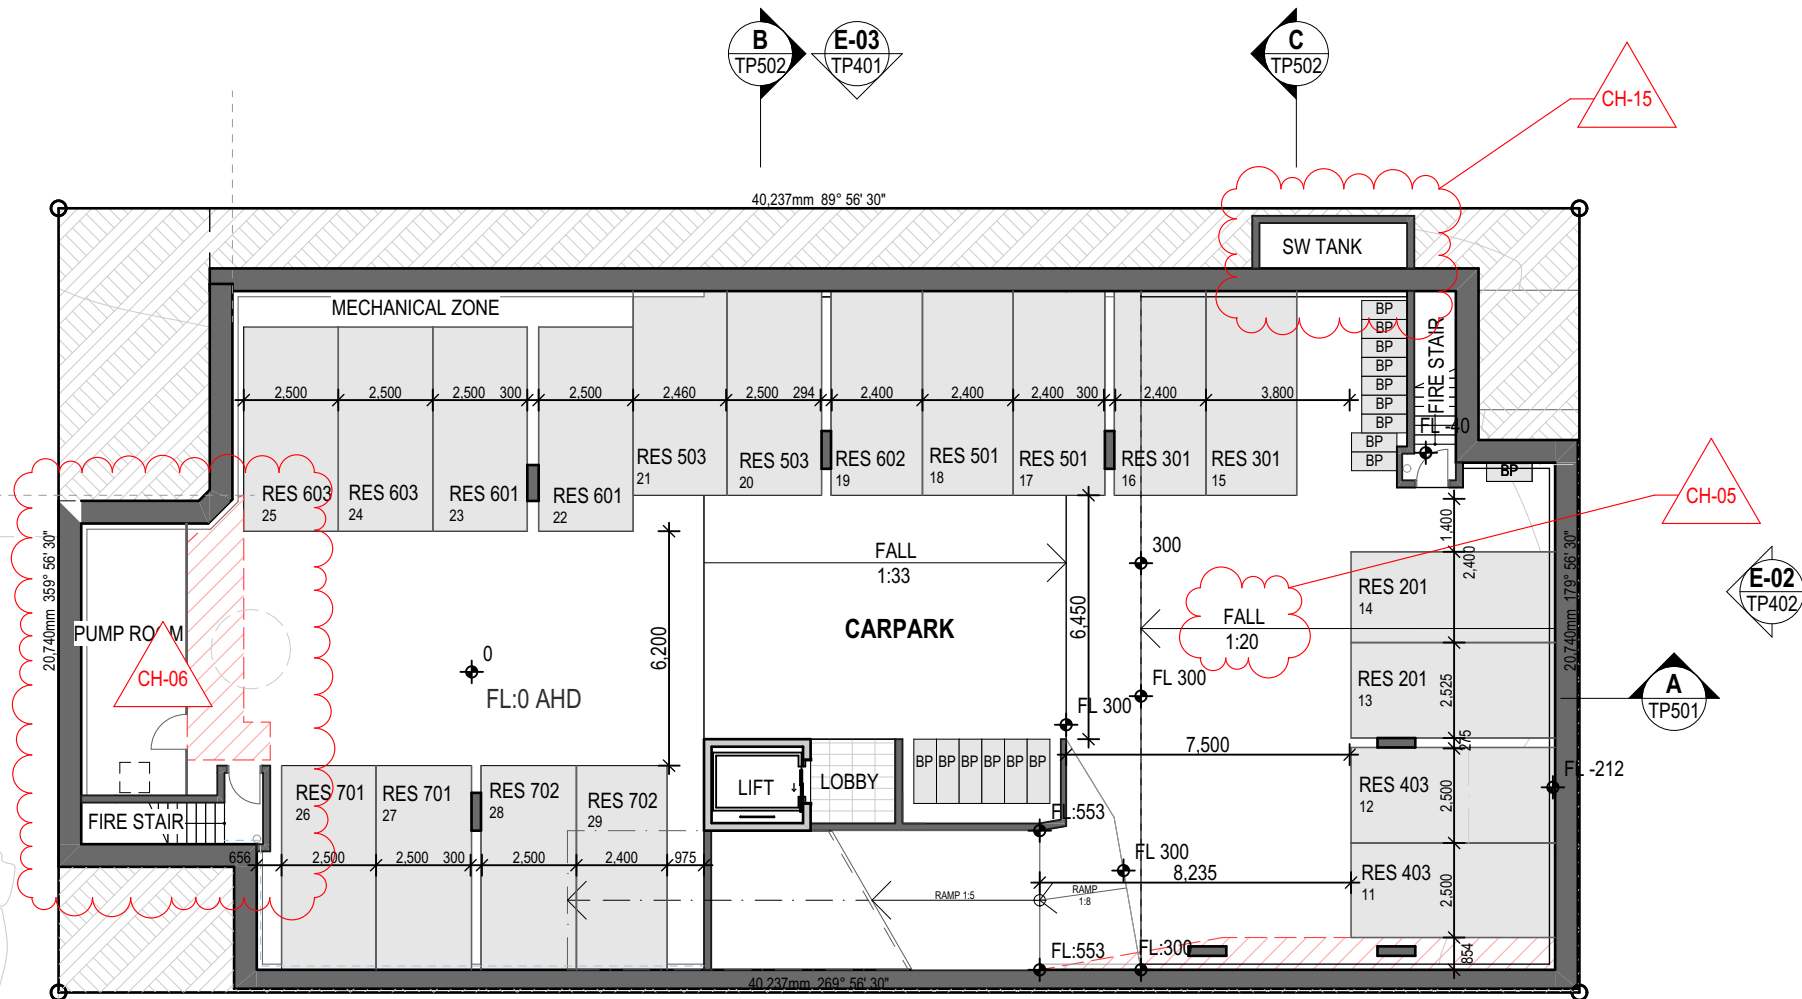 B
TP502
E-03
TP401
C
TP502
CH-15
40,237mm 89° 56' 30"
SW TANK
MECHANICAL ZONE
BP
BP
BP
BP
BP
BP
BP
BP
BP
FIRE STAIR
FL -40
BP
2,500
2,500
2,500
300
2,500
2,460
2,500
294
2,400
2,400
2,400
300
2,400
3,800
RES 603
25
RES 603
24
RES 601
23
RES 601
22
RES 503
21
RES 503
20
RES 602
19
RES 501
18
RES 501
17
RES 301
16
RES 301
15
CH-05
1,400
2,400
20,740mm 359° 56' 30"
20,740mm 179° 56' 30"
E-02
TP402
FALL
1:33
300
6,450
CARPARK
FALL
1:20
RES 201
14
PUMP ROOM
CH-06
0
FL:0 AHD
6,200
FL 300
FL 300
RES 201
13
2,525
A
TP501
275
7,500
LIFT
LOBBY
BP
BP
BP
BP
BP
BP
FL -212
RES 701
26
RES 701
27
RES 702
28
RES 702
29
FL:553
RES 403
12
2,500
FIRE STAIR
656
2,500
2,500
300
2,500
2,400
975
FL 300
8,235
RES 403
11
2,500
RAMP 1:5
RAMP
1:8
FL:553
FL:300
854
40,237mm 269° 56' 30"